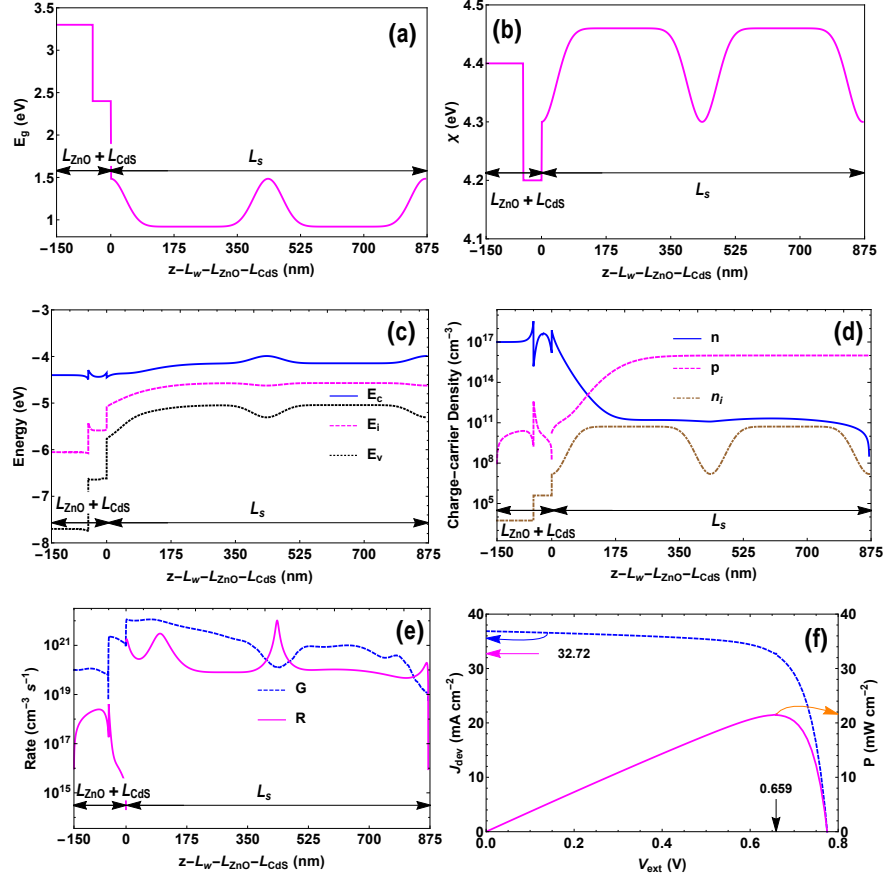 (a)
3.5
3
2.5
2
1.5
1
E_g (eV)
L_ZnO + L_CdS
L_s
−150 0 175 350 525 700 875
z−L_w−L_ZnO−L_CdS (nm)
(b)
4.5
4.4
4.3
4.2
4.1
χ (eV)
L_ZnO + L_CdS
L_s
−150 0 175 350 525 700 875
z−L_w−L_ZnO−L_CdS (nm)
(c)
−3
−4
−5
−6
−7
−8
Energy (eV)
E_c
E_i
E_v
L_ZnO + L_CdS
L_s
−150 0 175 350 525 700 875
z−L_w−L_ZnO−L_CdS (nm)
(d)
10^17
10^14
10^11
10^8
10^5
Charge−carrier Density (cm^−3)
n
p
n_i
L_ZnO + L_CdS
L_s
−150 0 175 350 525 700 875
z−L_w−L_ZnO−L_CdS (nm)
(e)
10^21
10^19
10^17
10^15
Rate (cm^−3 s^−1)
G
R
L_ZnO + L_CdS
L_s
−150 0 175 350 525 700 875
z−L_w−L_ZnO−L_CdS (nm)
(f)
40
30
20
10
0
J_dev (mA cm^−2)
32.72
0.659
40
30
20
10
0
P (mW cm^−2)
0.0 0.2 0.4 0.6 0.8
V_ext (V)